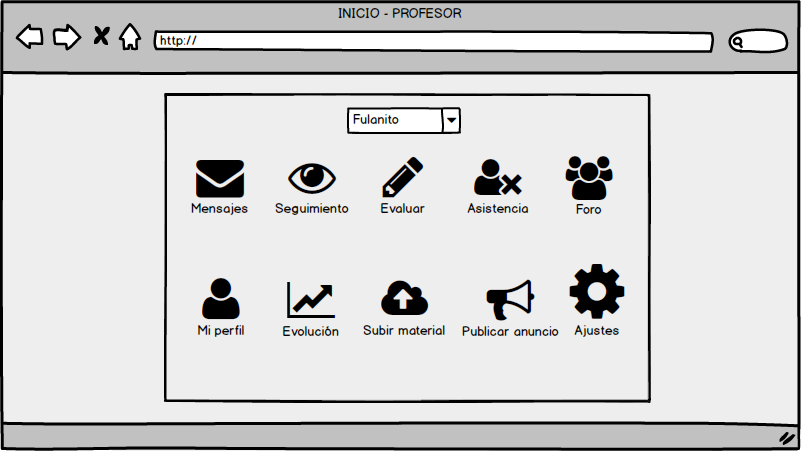 INICIO - PROFESOR
http://
Fulanito
Mensajes
Seguimiento
Evaluar
Asistencia
Foro
Mi perfil
Evolución
Subir material
Publicar anuncio
Ajustes